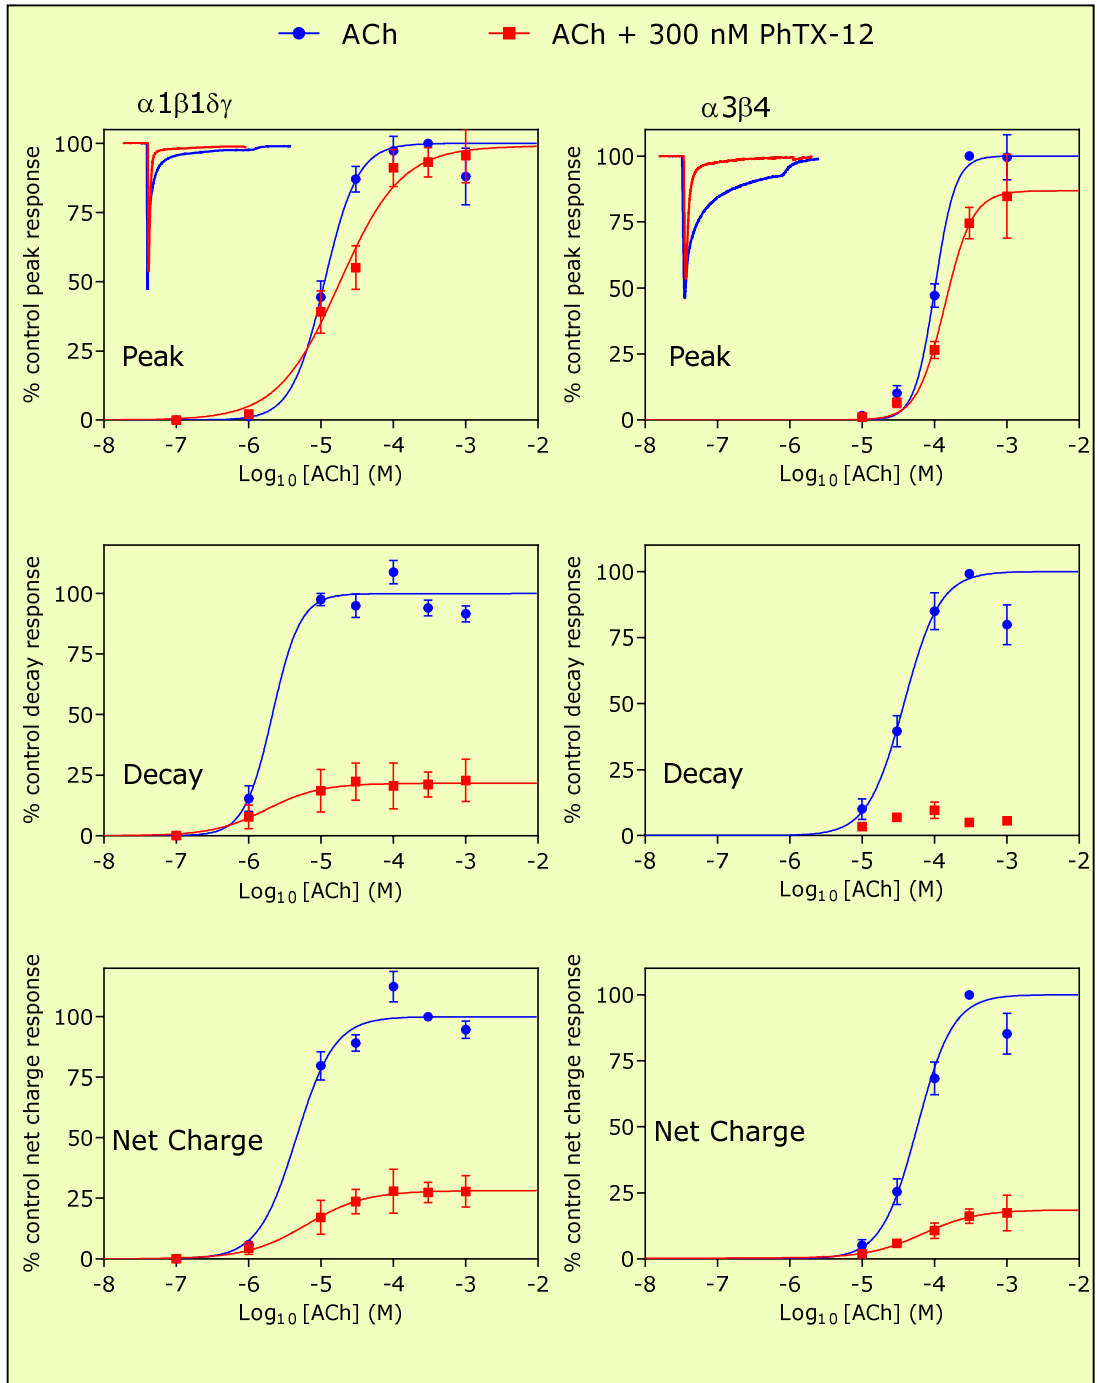 ACh ACh + 300 nM PhTX-12
α1β1δγ α3β4
% control peak response
100
75
50
25
0
Peak
-8 -7 -6 -5 -4 -3 -2
Log10 [ACh] (M)
% control peak response
100
75
50
25
0
Peak
-8 -7 -6 -5 -4 -3 -2
Log10 [ACh] (M)
% control decay response
100
75
50
25
0
Decay
-8 -7 -6 -5 -4 -3 -2
Log10 [ACh] (M)
% control decay response
100
75
50
25
0
Decay
-8 -7 -6 -5 -4 -3 -2
Log10 [ACh] (M)
% control net charge response
100
75
50
25
0
Net Charge
-8 -7 -6 -5 -4 -3 -2
Log10 [ACh] (M)
% control net charge response
100
75
50
25
0
Net Charge
-8 -7 -6 -5 -4 -3 -2
Log10 [ACh] (M)